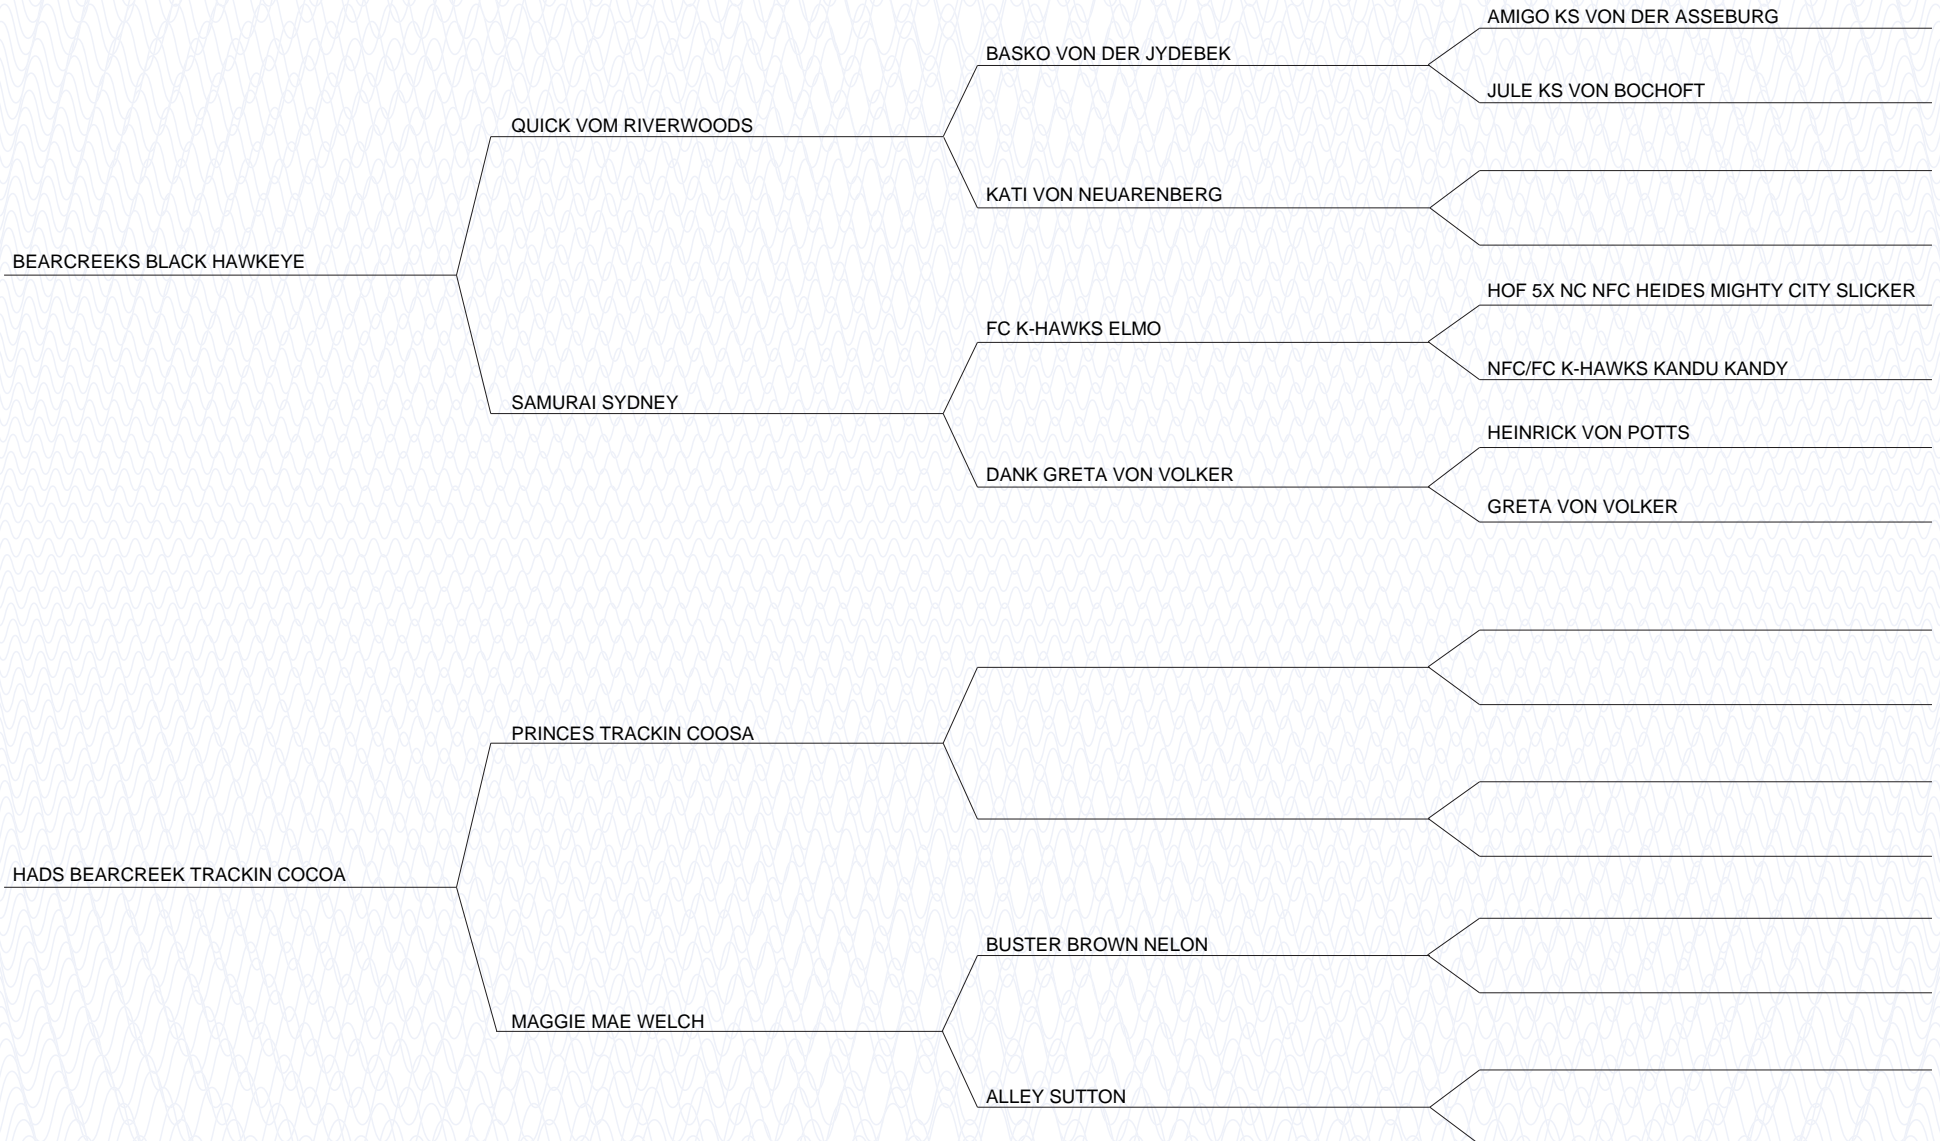 AMIGO KS VON DER ASSEBURG
BASKO VON DER JYDEBEK
JULE KS VON BOCHOFT
QUICK VOM RIVERWOODS
KATI VON NEUARENBERG
BEARCREEKS BLACK HAWKEYE
HOF 5X NC NFC HEIDES MIGHTY CITY SLICKER
FC K-HAWKS ELMO
NFC/FC K-HAWKS KANDU KANDY
SAMURAI SYDNEY
HEINRICK VON POTTS
DANK GRETA VON VOLKER
GRETA VON VOLKER
PRINCES TRACKIN COOSA
HADS BEARCREEK TRACKIN COCOA
BUSTER BROWN NELON
MAGGIE MAE WELCH
ALLEY SUTTON